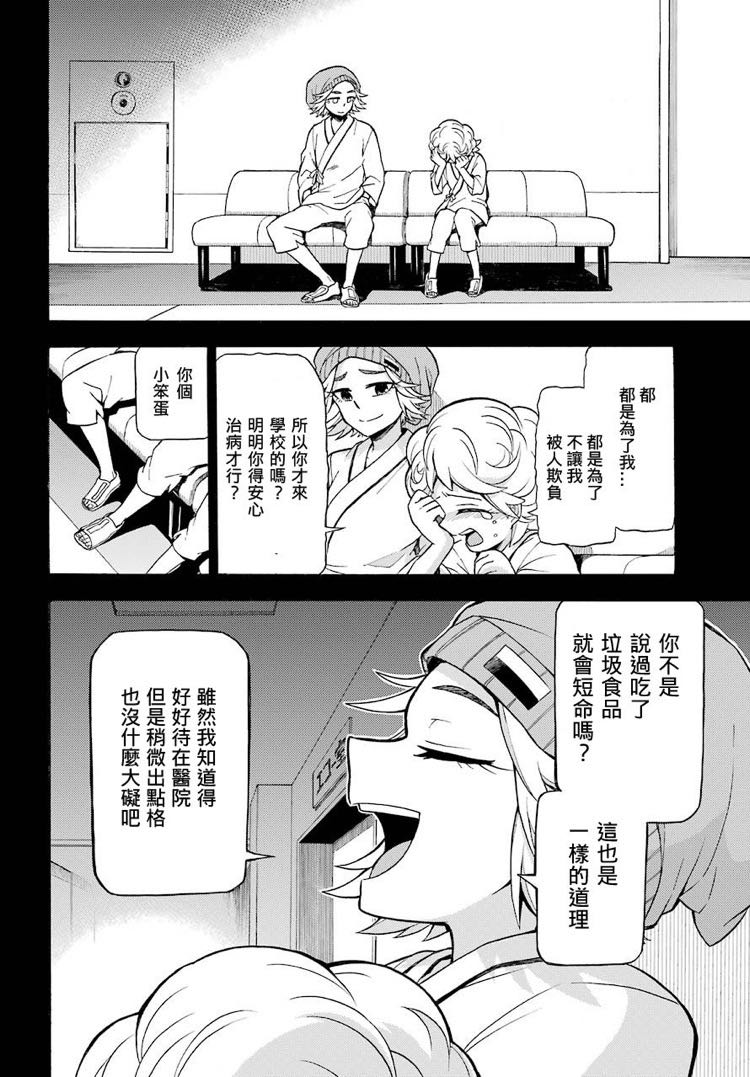 都
都是為了我…
都是為了
不讓我
被人欺負
所以你才來
學校的嗎？
明明你得安心
治病才行？
你個
小笨蛋
你不是
說過吃了
垃圾食品
就會短命嗎？
這也是
一樣的道理
雖然我知道得
好好待在醫院
但是稍微出點格
也沒什麼大礙吧